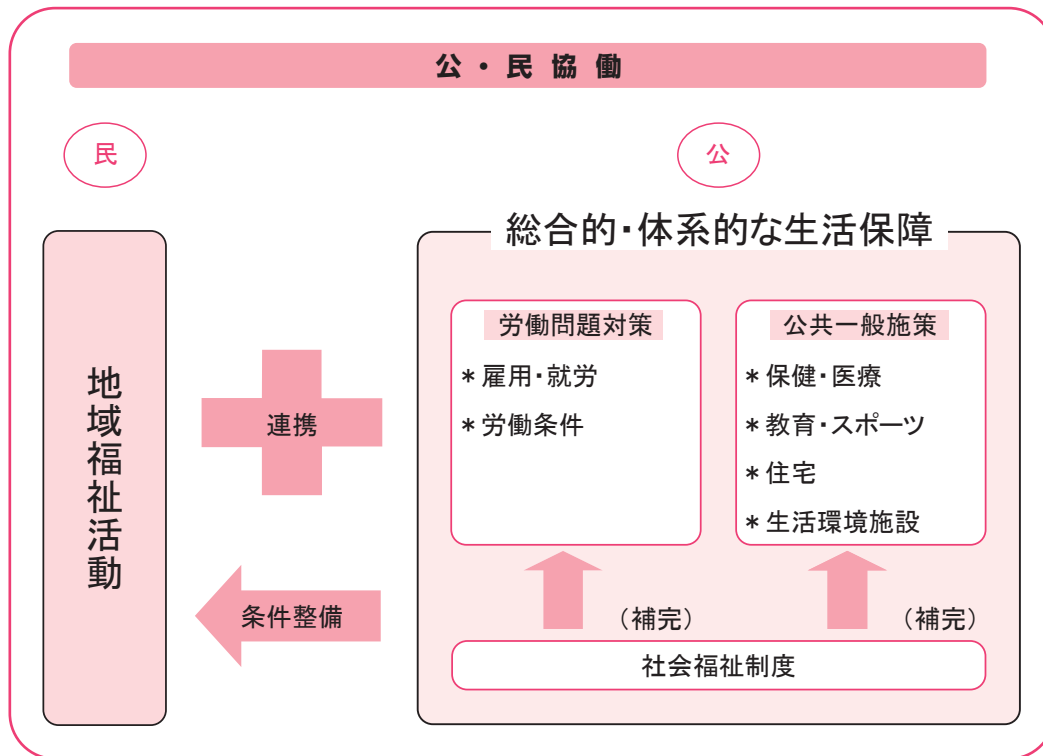 公・民協働
民
公
地域福祉活動
連携
条件整備
総合的・体系的な生活保障
労働問題対策
＊雇用・就労
＊労働条件
公共一般施策
＊保健・医療
＊教育・スポーツ
＊住宅
＊生活環境施設
（補完）
（補完）
社会福祉制度